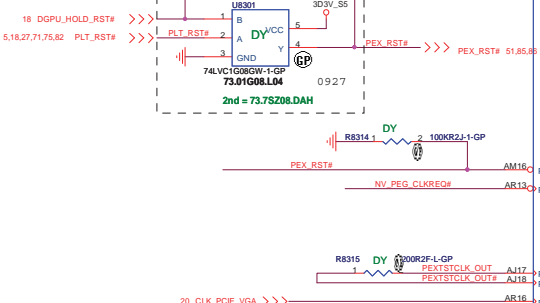 3D3V_S5
U8301
18 DGPU_HOLD_RST#
1 B
VCC 5
DY
5,18,27,71,75,82 PLT_RST#
PLT_RST# 2 A
Y 4
PEX_RST#
PEX_RST# 51,85,86
3 GND
GP
74LVC1G08GW-1-GP
73.01G08.L04
0927
2nd = 73.7SZ08.DAH
DY
R8314 1 2 100KR2J-1-GP
PEX_RST# AM16
NV_PEG_CLKREQ# AR13
R8315 DY 200R2F-L-GP
1 PEXTSTCLK_OUT AJ17
PEXTSTCLK_OUT# AJ18
20 CLK_PCIE_VGA AR16